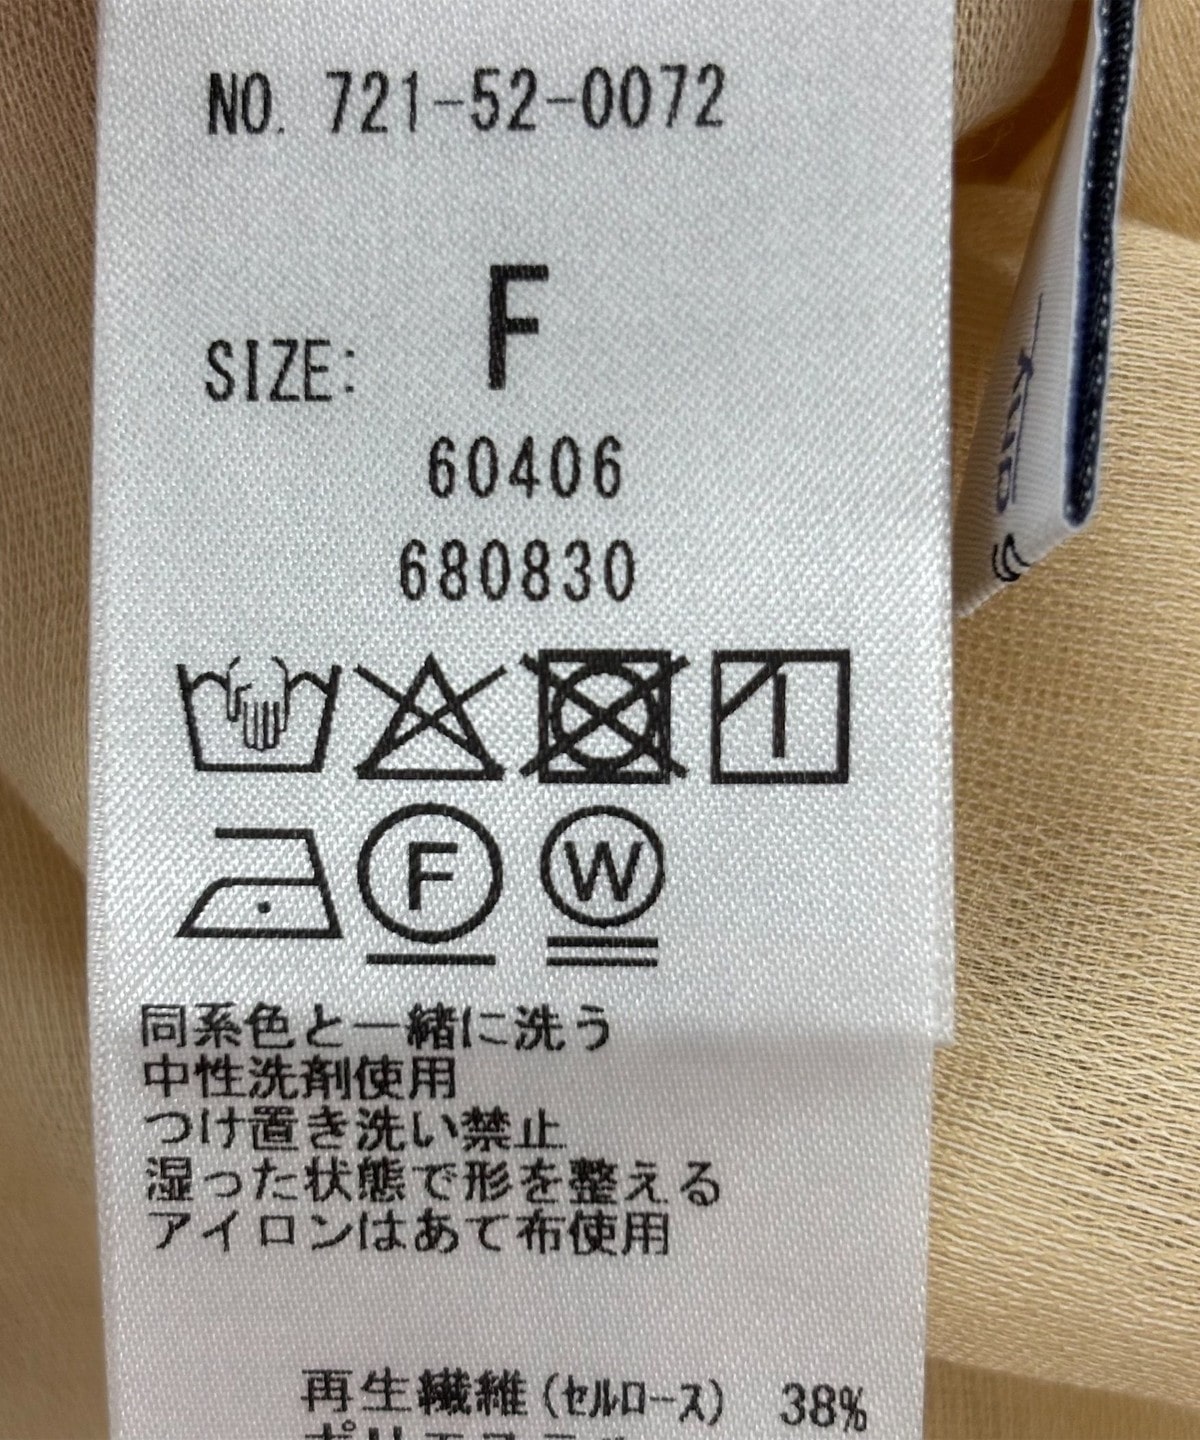 NO. 721-52-0072
SIZE: F
60406
680830
F W
同系色と一緒に洗う
中性洗剤使用
つけ置き洗い禁止
湿った状態で形を整える
アイロンはあて布使用
再生繊維(セルロース) 38%